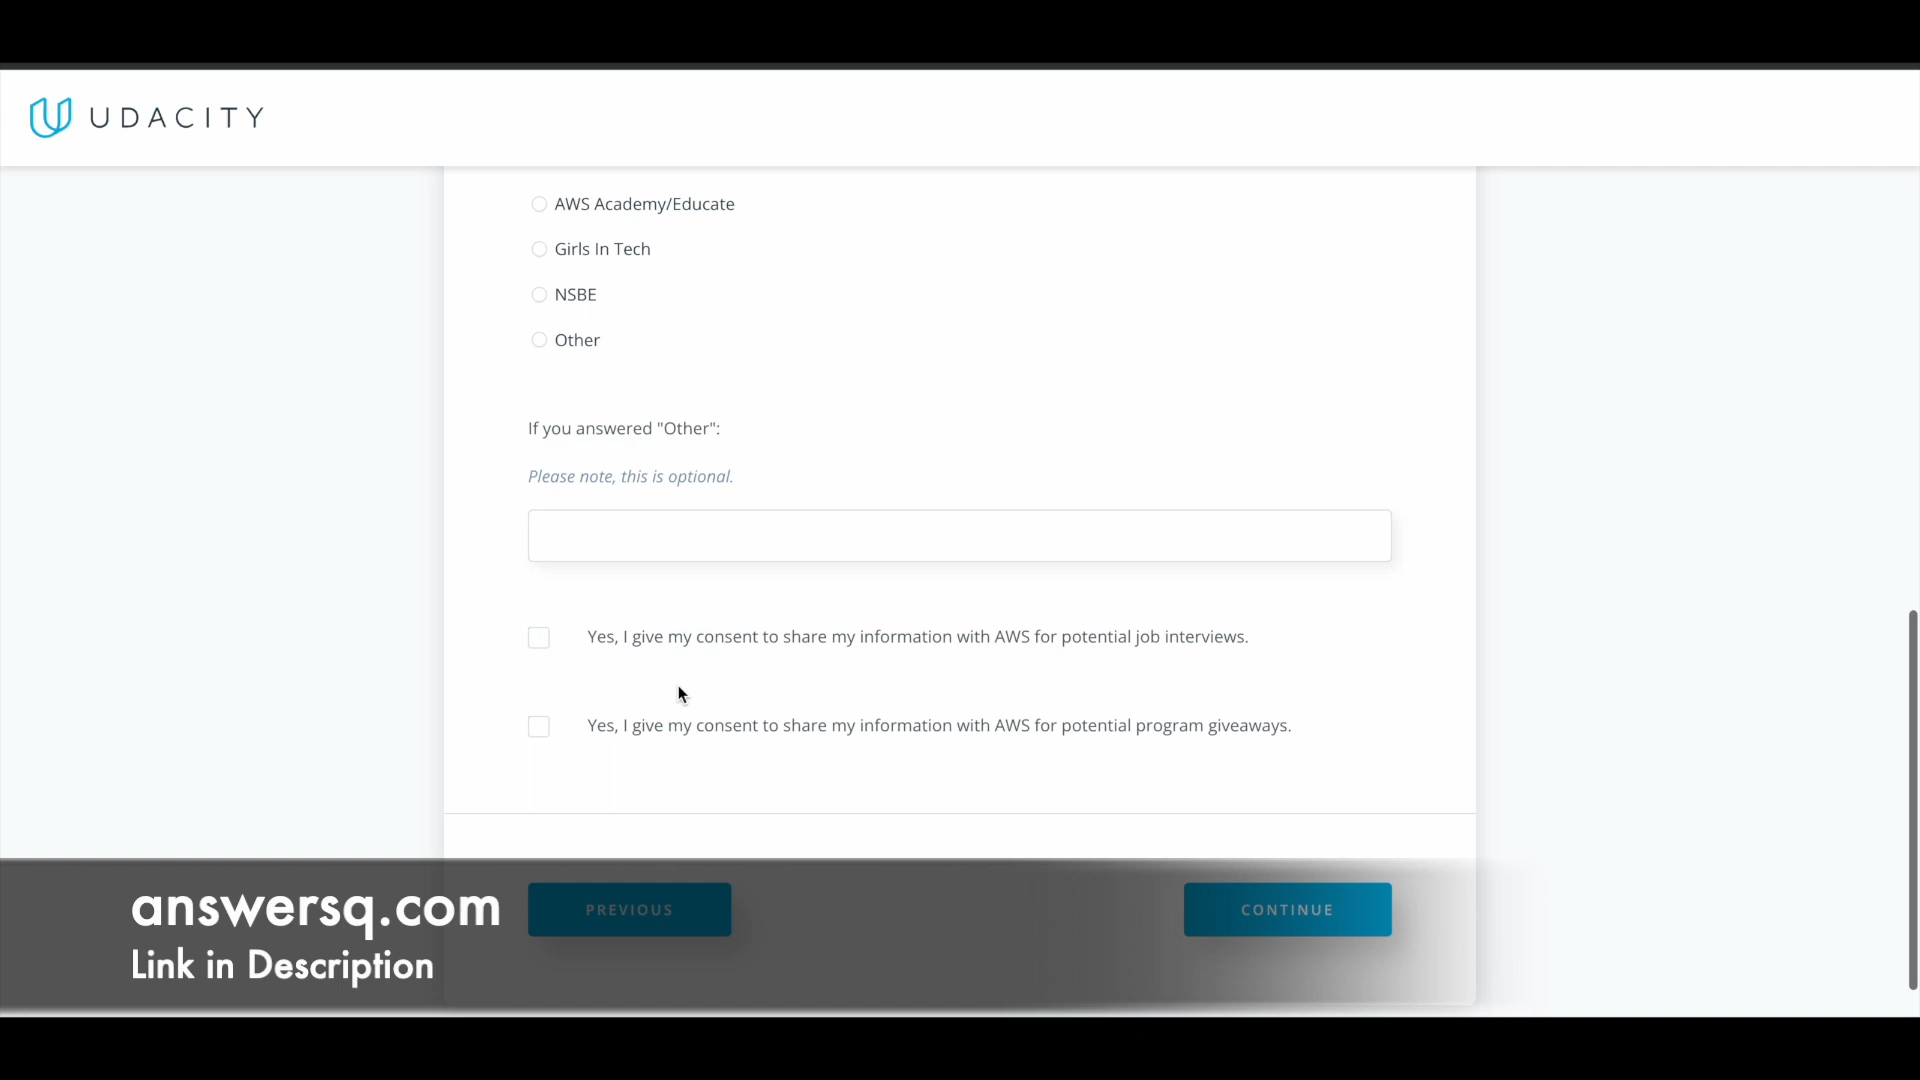 UDACITY
AWS Academy/Educate
Girls In Tech
NSBE
Other
If you answered "Other":
Please note, this is optional.
Yes, I give my consent to share my information with AWS for potential job interviews.
Yes, I give my consent to share my information with AWS for potential program giveaways.
PREVIOUS
CONTINUE
answersq.com
Link in Description